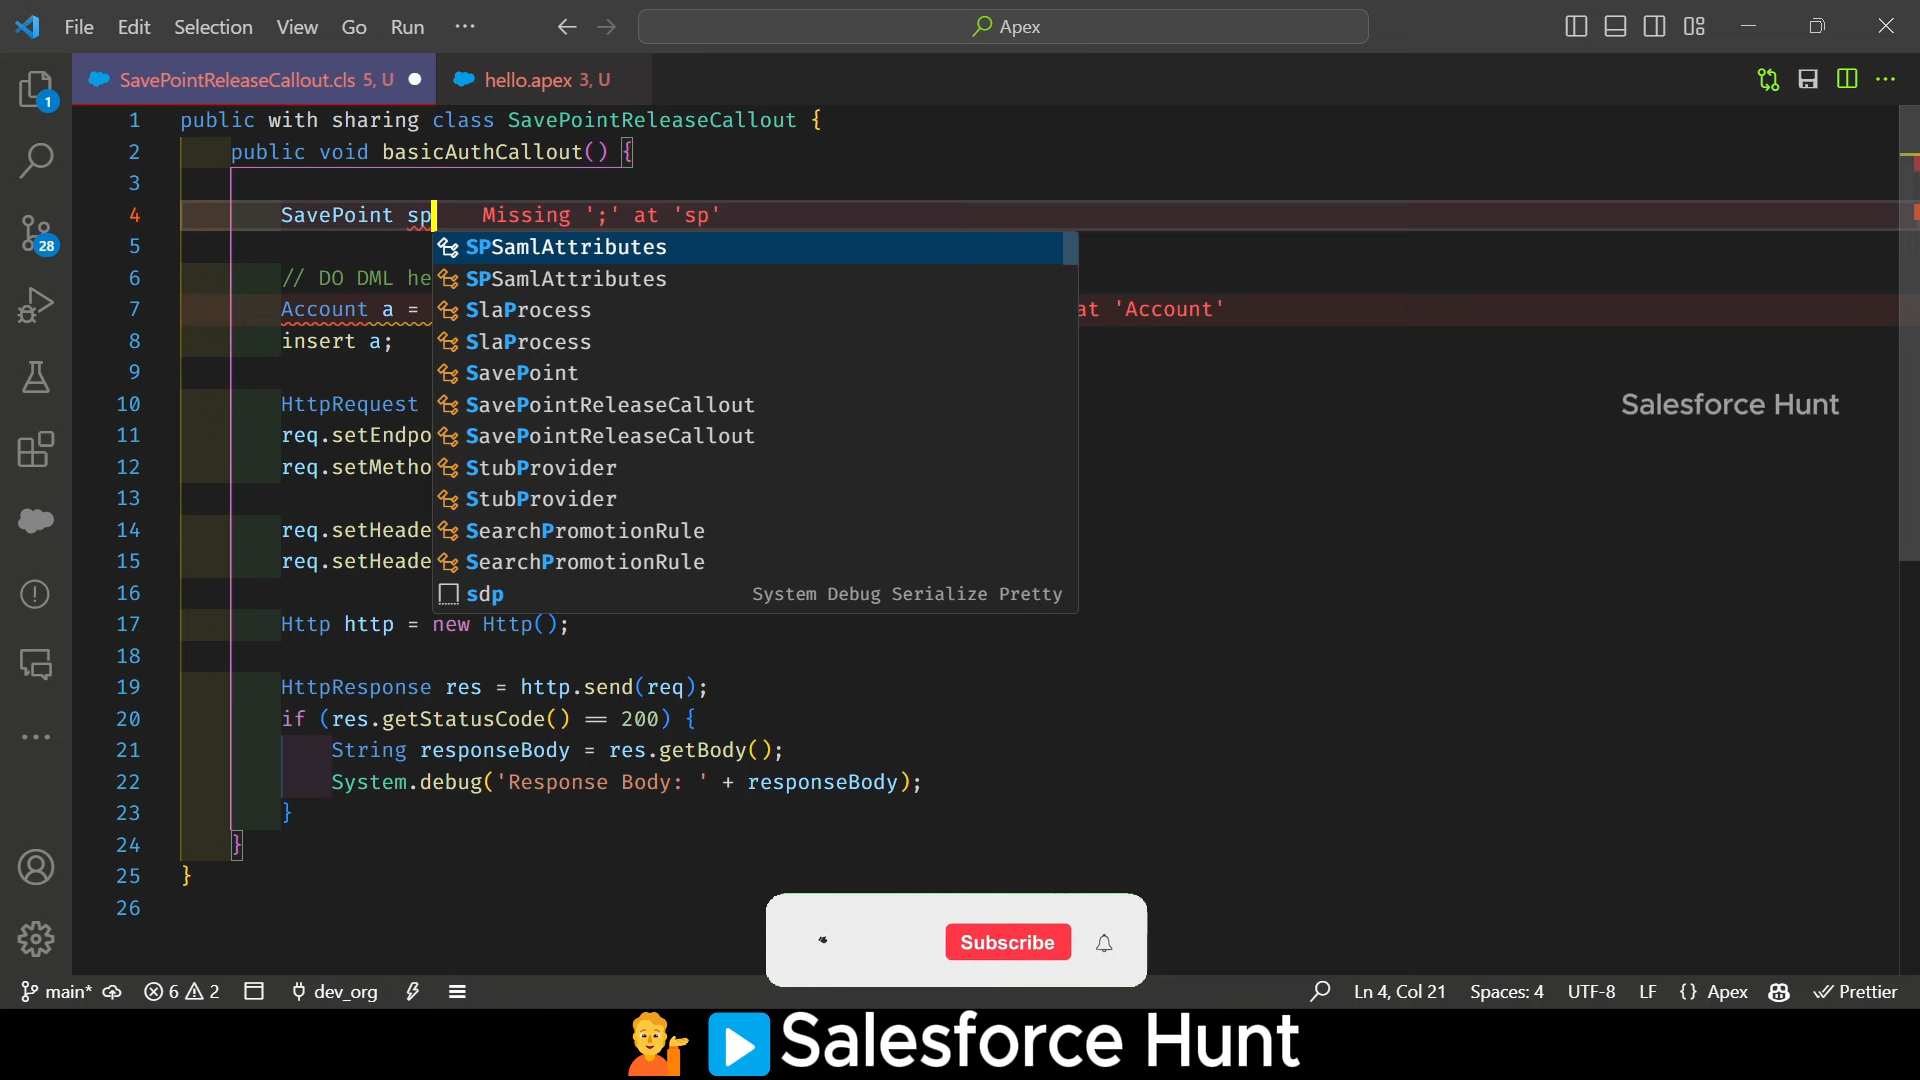 File Edit Selection View Go Run ··· Apex
SavePointReleaseCallout.cls 5, U hello.apex 3, U
1 public with sharing class SavePointReleaseCallout {
2 public void basicAuthCallout() {
3
4 SavePoint sp Missing ';' at 'sp'
5 SPSamlAttributes
6 // DO DML he SPSamlAttributes
7 Account a = SlaProcess at 'Account'
8 insert a; SlaProcess
9 SavePoint
10 HttpRequest SavePointReleaseCallout Salesforce Hunt
11 req.setEndpo SavePointReleaseCallout
12 req.setMetho StubProvider
13 StubProvider
14 req.setHeade SearchPromotionRule
15 req.setHeade SearchPromotionRule
16 sdp System Debug Serialize Pretty
17 Http http = new Http();
18
19 HttpResponse res = http.send(req);
20 if (res.getStatusCode() == 200) {
21 String responseBody = res.getBody();
22 System.debug('Response Body: ' + responseBody);
23 }
24 }
25 }
26
1
28
Subscribe
main* 6 2 dev_org Ln 4, Col 21 Spaces: 4 UTF-8 LF {} Apex Prettier
Salesforce Hunt